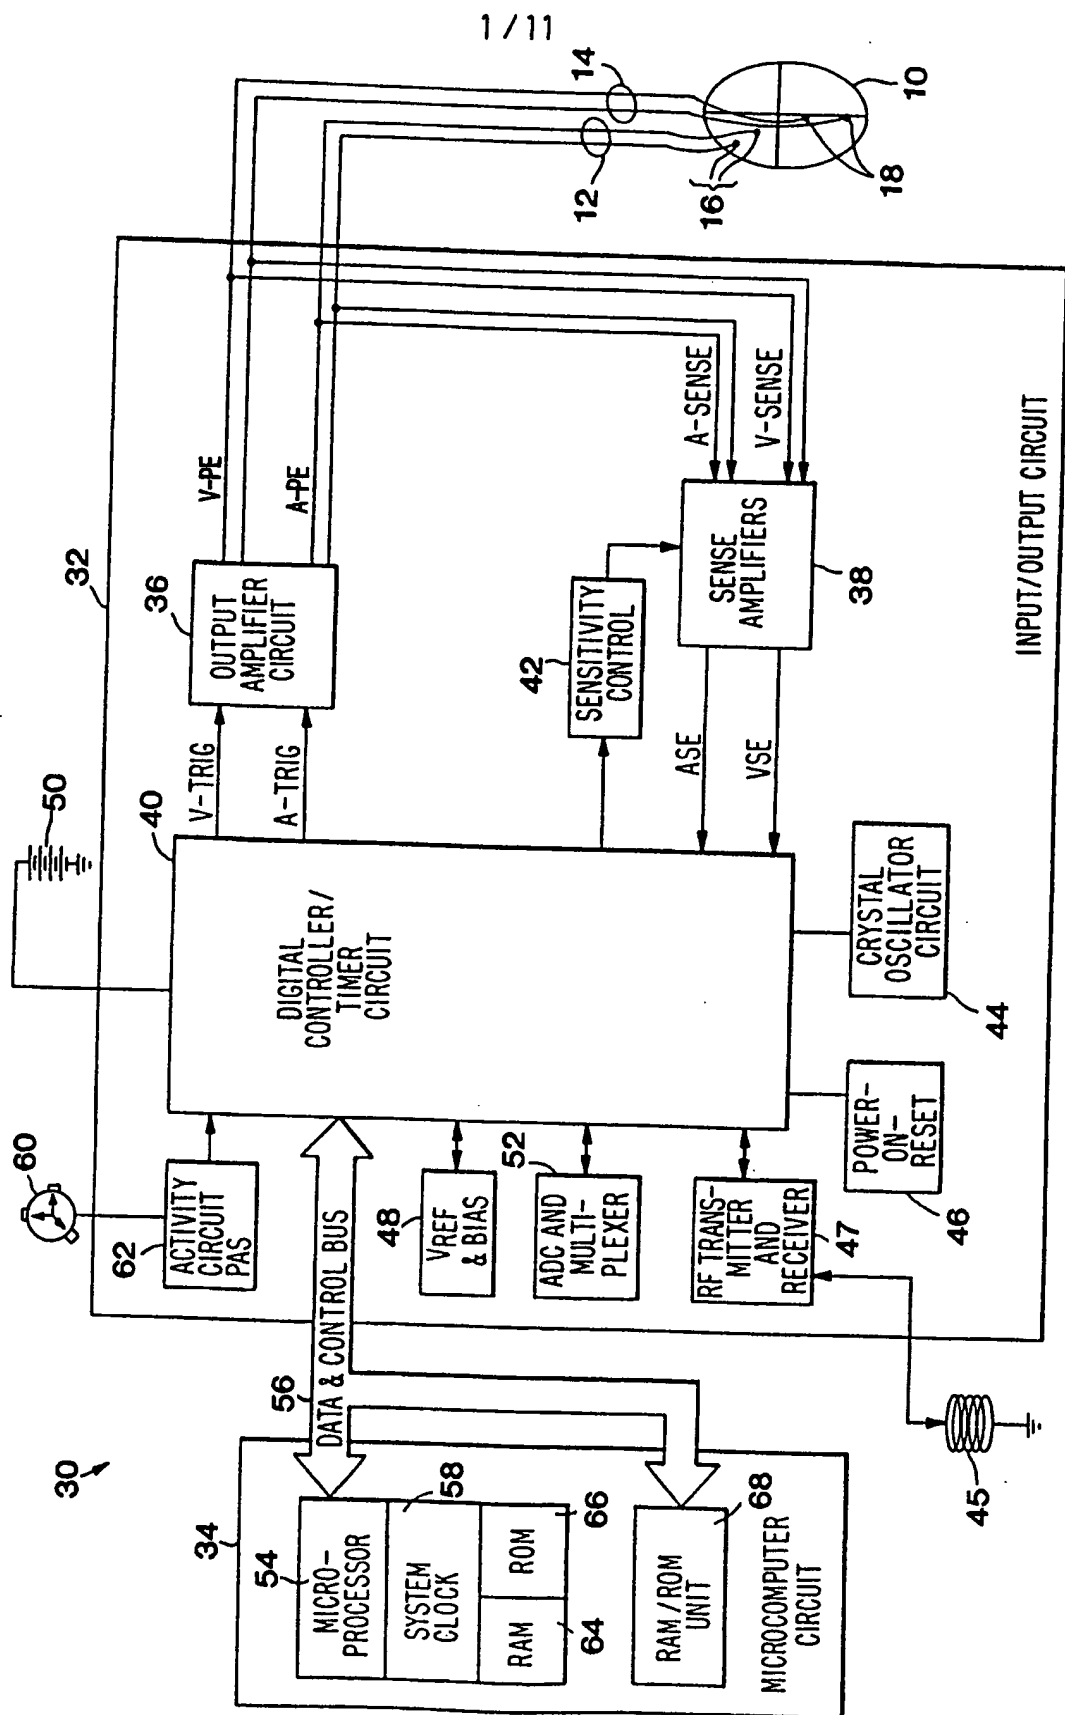 1/11
30
34
54
MICRO-
PROCESSOR
58
SYSTEM
CLOCK
RAM
ROM
64
66
68
RAM/ROM
UNIT
MICROCOMPUTER
CIRCUIT
56
DATA & CONTROL BUS
60
62
ACTIVITY
CIRCUIT
PAS
48
VREF
& BIAS
52
ADC AND
MULTI-
PLEXER
RF TRANS-
MITTER
AND
RECEIVER
47
45
46
POWER-
ON-
RESET
44
CRYSTAL
OSCILLATOR
CIRCUIT
50
40
DIGITAL
CONTROLLER/
TIMER
CIRCUIT
32
V-TRIG
A-TRIG
36
OUTPUT
AMPLIFIER
CIRCUIT
V-PE
A-PE
42
SENSITIVITY
CONTROL
ASE
VSE
SENSE
AMPLIFIERS
38
A-SENSE
V-SENSE
INPUT/OUTPUT CIRCUIT
12
14
16
18
10